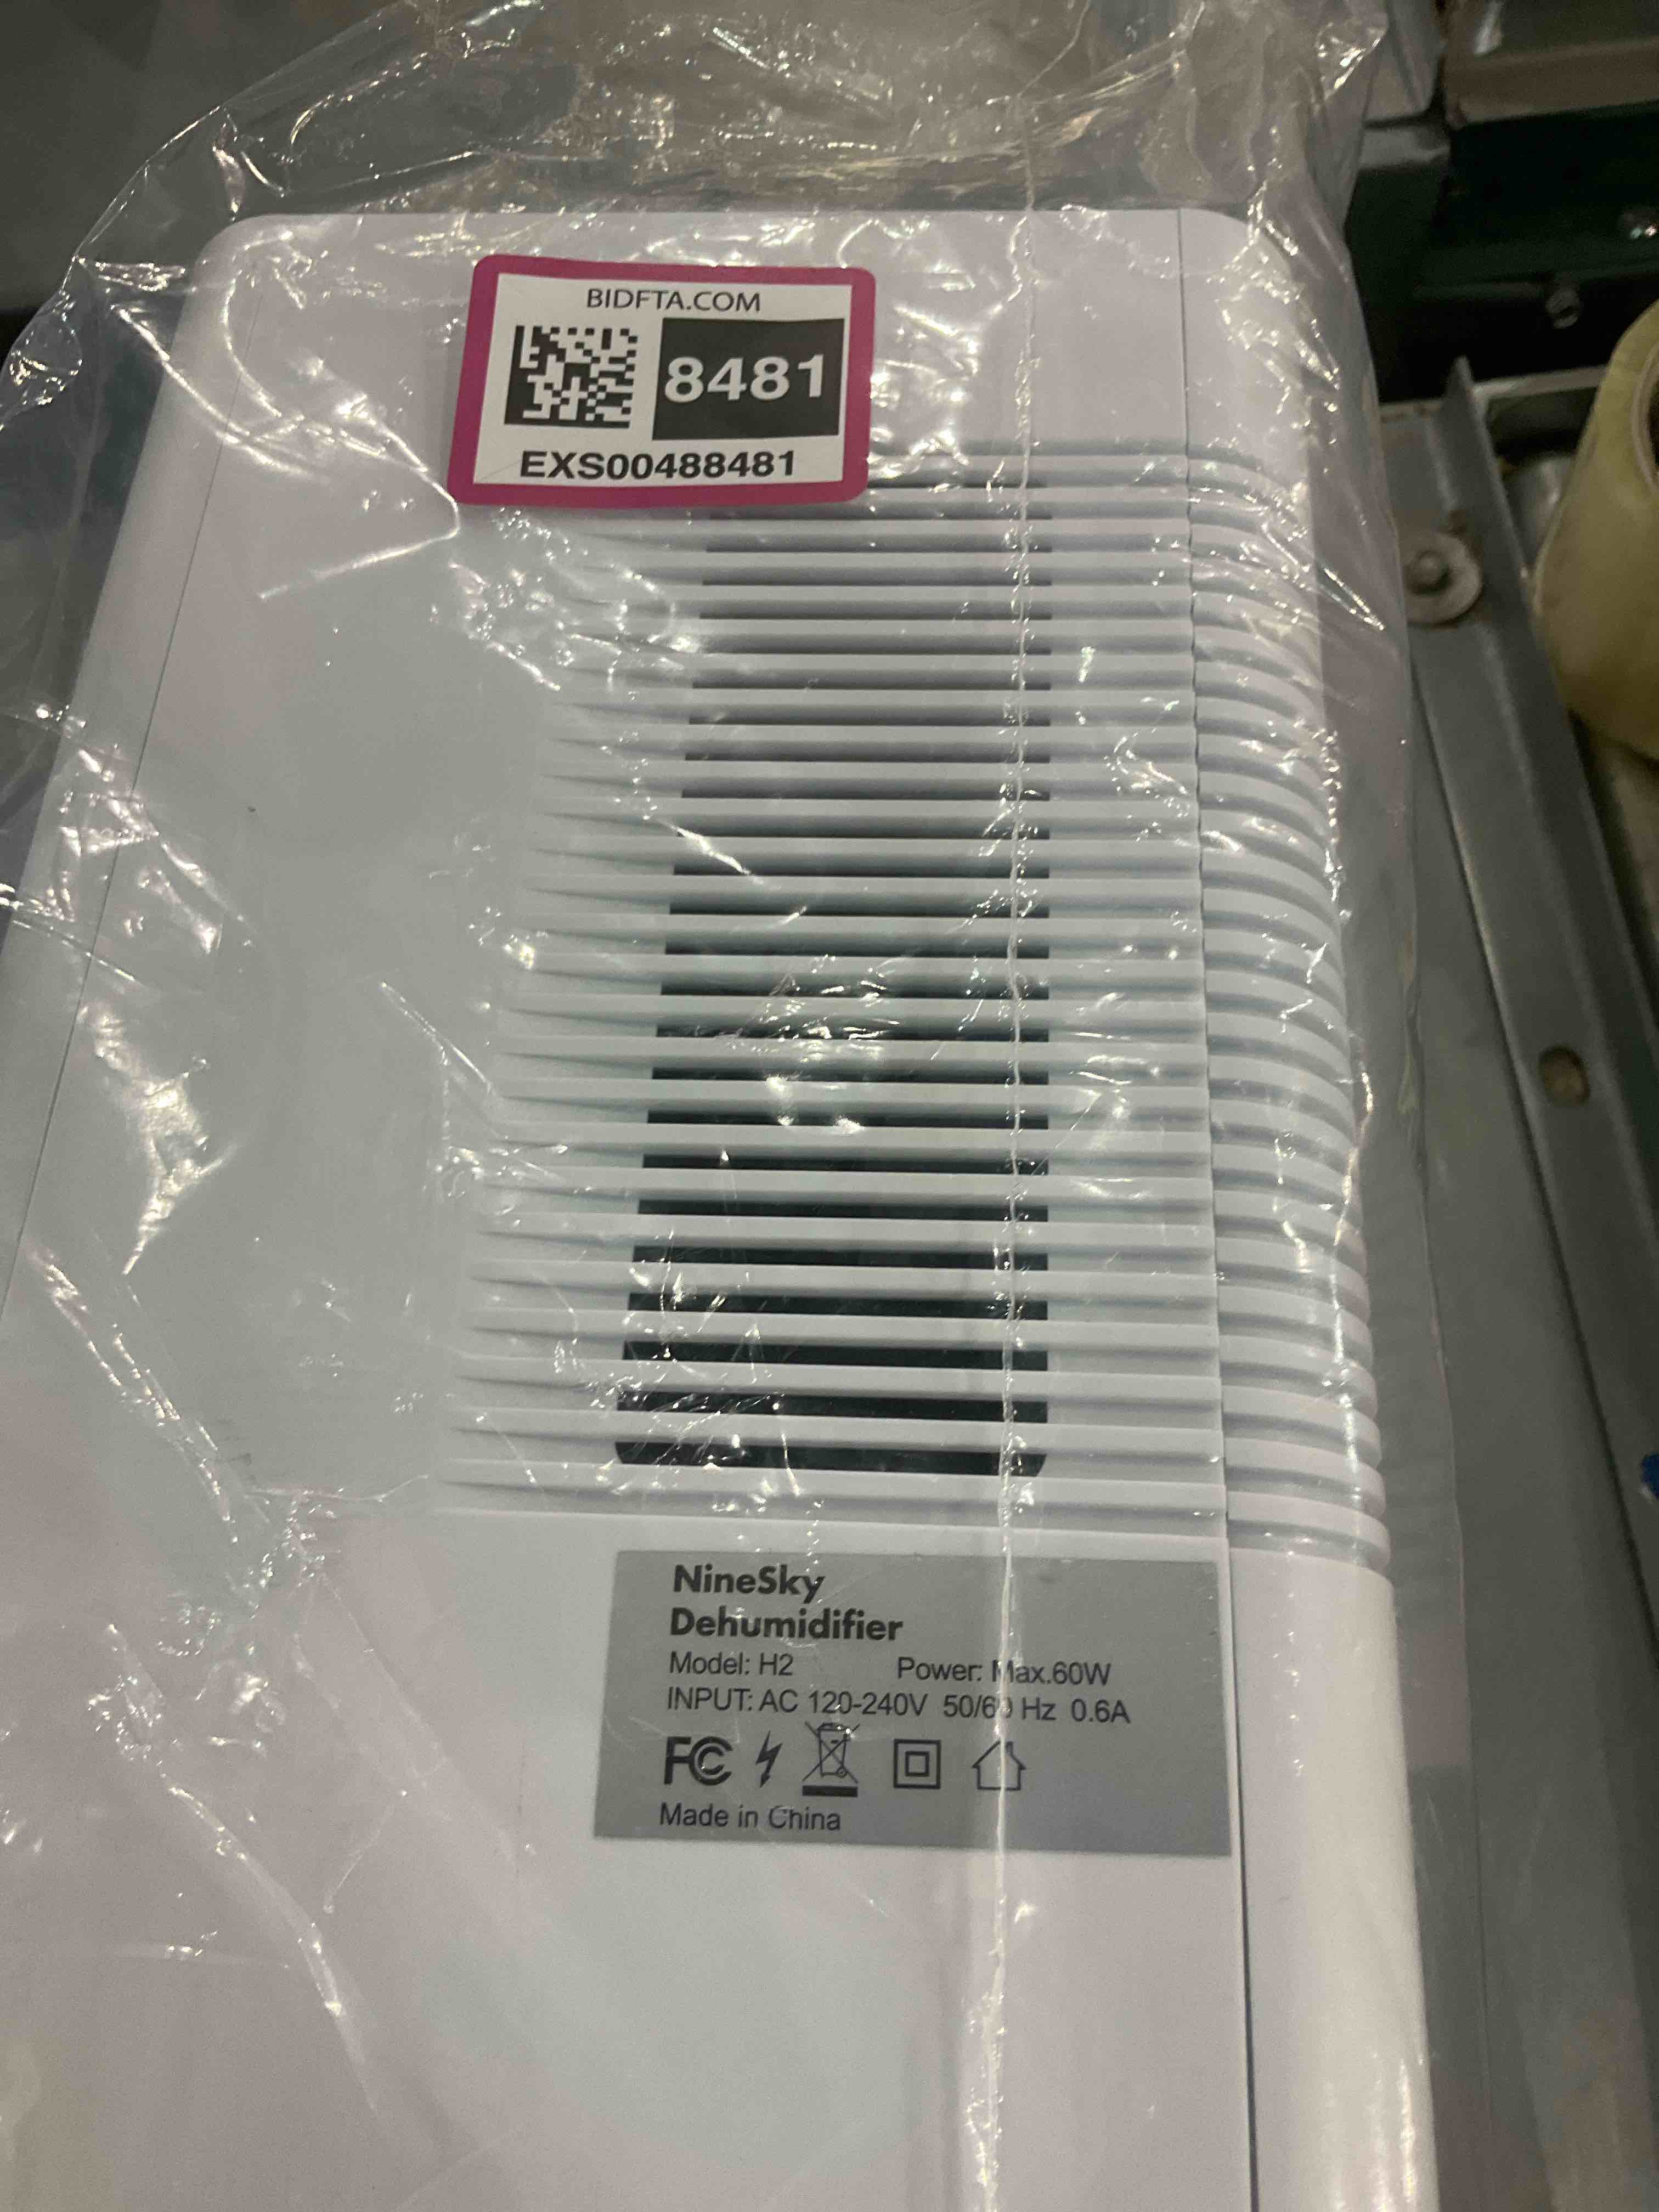 BIDFTA.COM
8481
EXS00488481
NineSky
Dehumidifier
Model: H2 Power: Max.60W
INPUT: AC 120-240V 50/60 Hz 0.6A
FC
Made in China